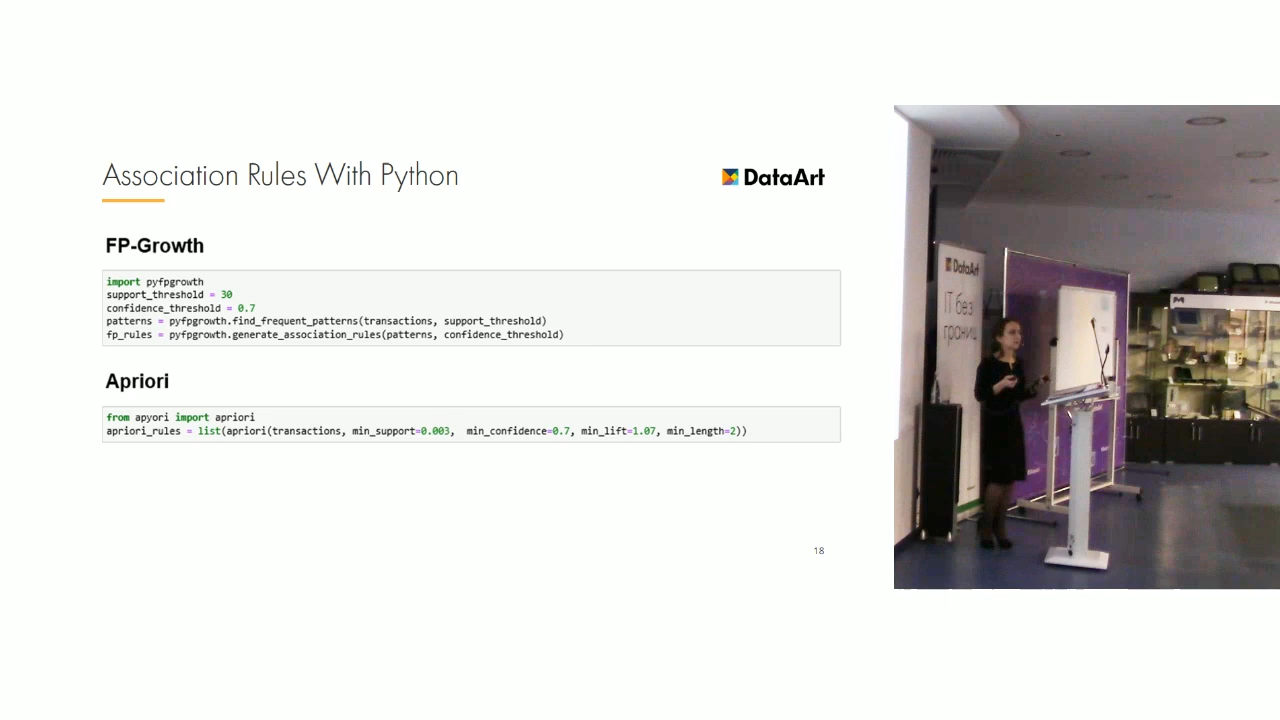 Association Rules With Python
DataArt
FP-Growth
import pyfpgrowth
support_threshold = 30
confidence_threshold = 0.7
patterns = pyfpgrowth.find_frequent_patterns(transactions, support_threshold)
fp_rules = pyfpgrowth.generate_association_rules(patterns, confidence_threshold)
Apriori
from apyori import apriori
apriori_rules = list(apriori(transactions, min_support=0.003,  min_confidence=0.7, min_lift=1.07, min_length=2))
18
DataArt
IT без
границ